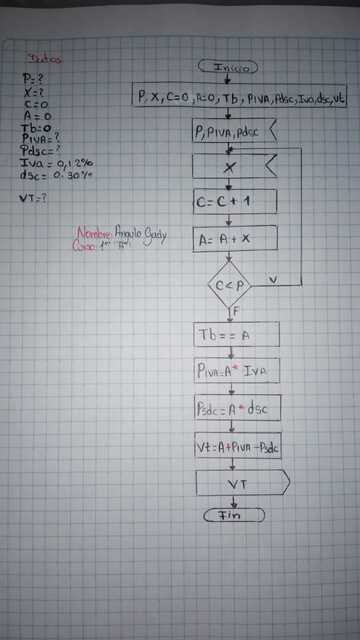 Datos
P=?
X=?
C=0
A=0
Tb=0
PIVA=?
Pdsc=?
Iva=0,12%
dsc=0.30%
VT=?
Nombre: Angulo Gady
Curso: 1ro "A"
Inicio
P, X, C=0, A=0, Tb, PIVA, Pdsc, Iva, dsc, Vt
P, PIVA, Pdsc
X
C=C+1
A=A+X
C<P
V
F
Tb==A
PIVA=A*IVA
Psdc=A*dsc
Vt=A+PIVA-Psdc
VT
Fin